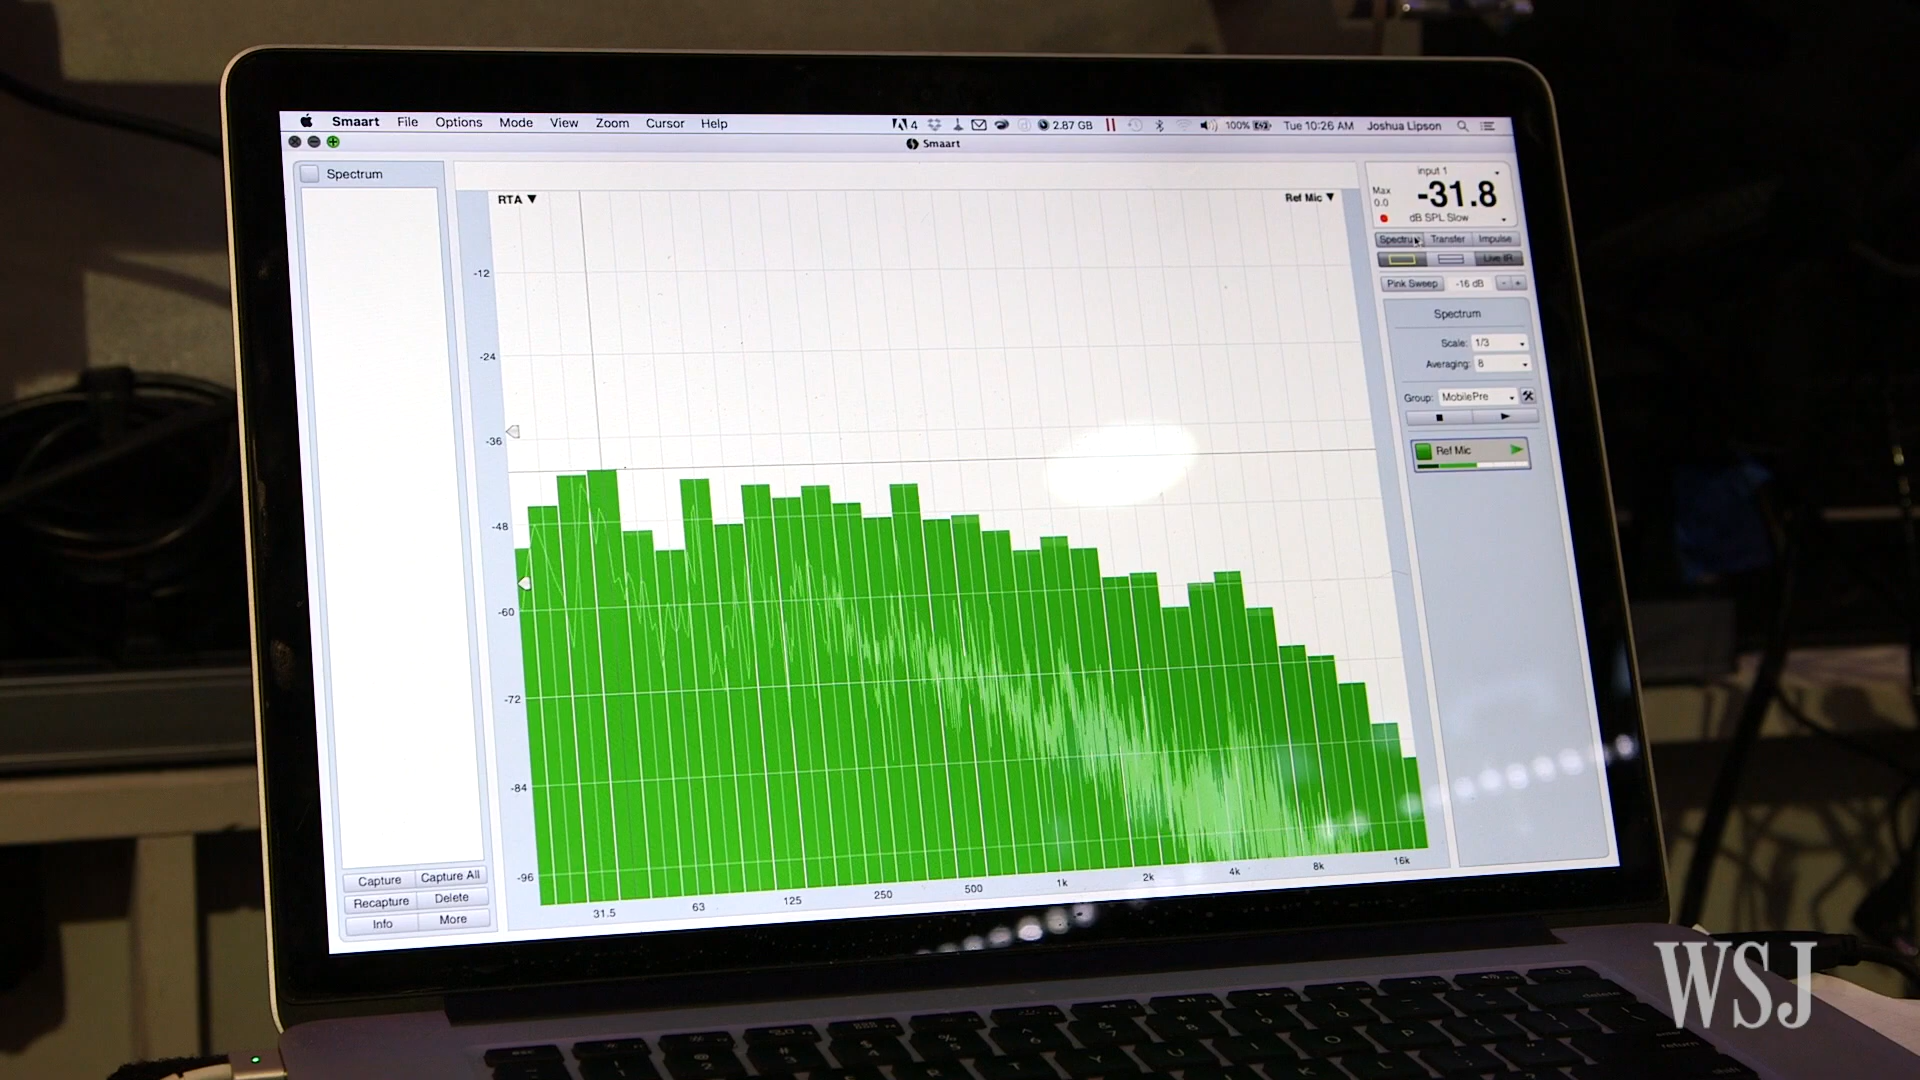 Smaart File Options Mode View Zoom Cursor Help 4 2.87 GB 100% Tue 10:26 AM Joshua Lipson
Smaart
Spectrum
RTA ▼
Ref Mic ▼
-12
-24
-36
-48
-60
-72
-84
-96
31.5 63 125 250 500 1k 2k 4k 8k 16k
Capture Capture All
Recapture Delete
Info More
input 1
Max
0.0
-31.8
dB SPL Slow
Spectrum Transfer Impulse
Live IR
Pink Sweep -16 dB - +
Spectrum
Scale: 1/3
Averaging: 8
Group: MobilePre
Ref Mic
WSJ
delete
return
shift